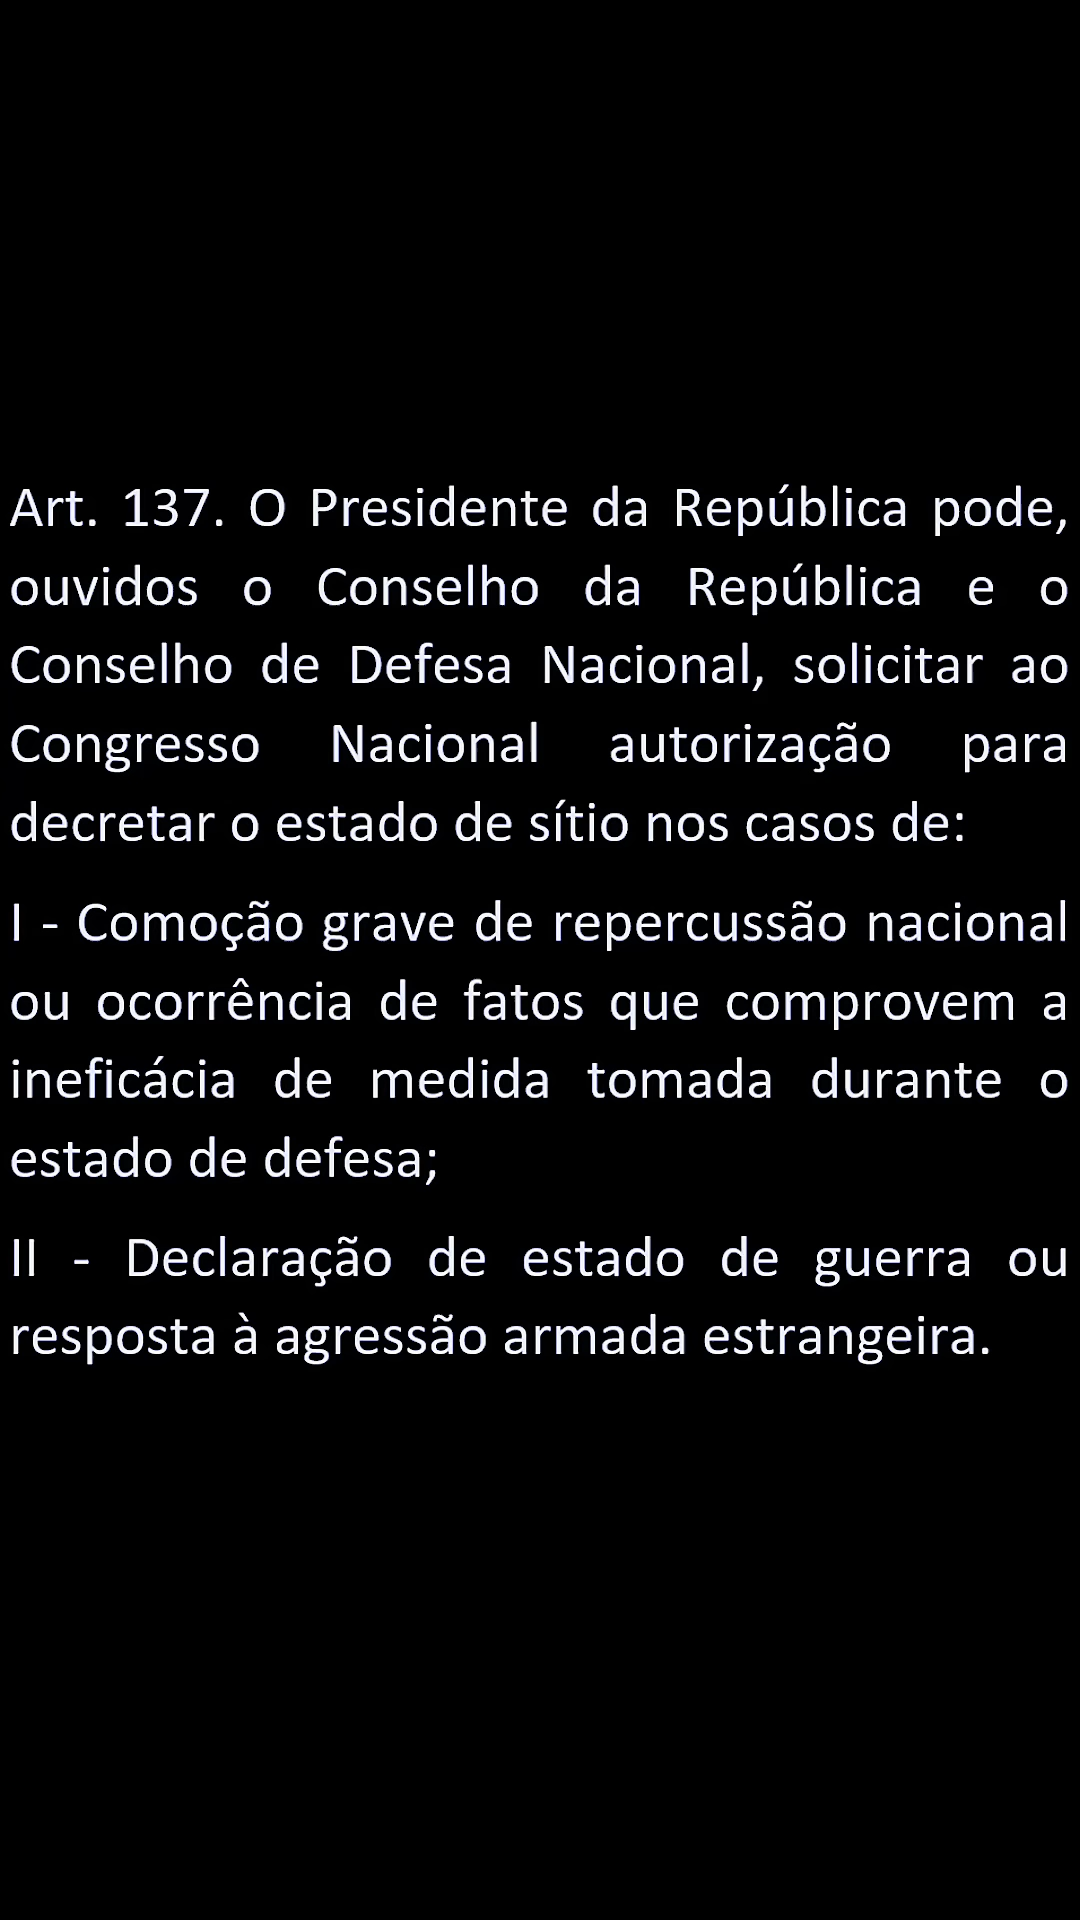 Art. 137. O Presidente da República pode,
ouvidos o Conselho da República e o
Conselho de Defesa Nacional, solicitar ao
Congresso Nacional autorização para
decretar o estado de sítio nos casos de:
I - Comoção grave de repercussão nacional
ou ocorrência de fatos que comprovem a
ineficácia de medida tomada durante o
estado de defesa;
II - Declaração de estado de guerra ou
resposta à agressão armada estrangeira.